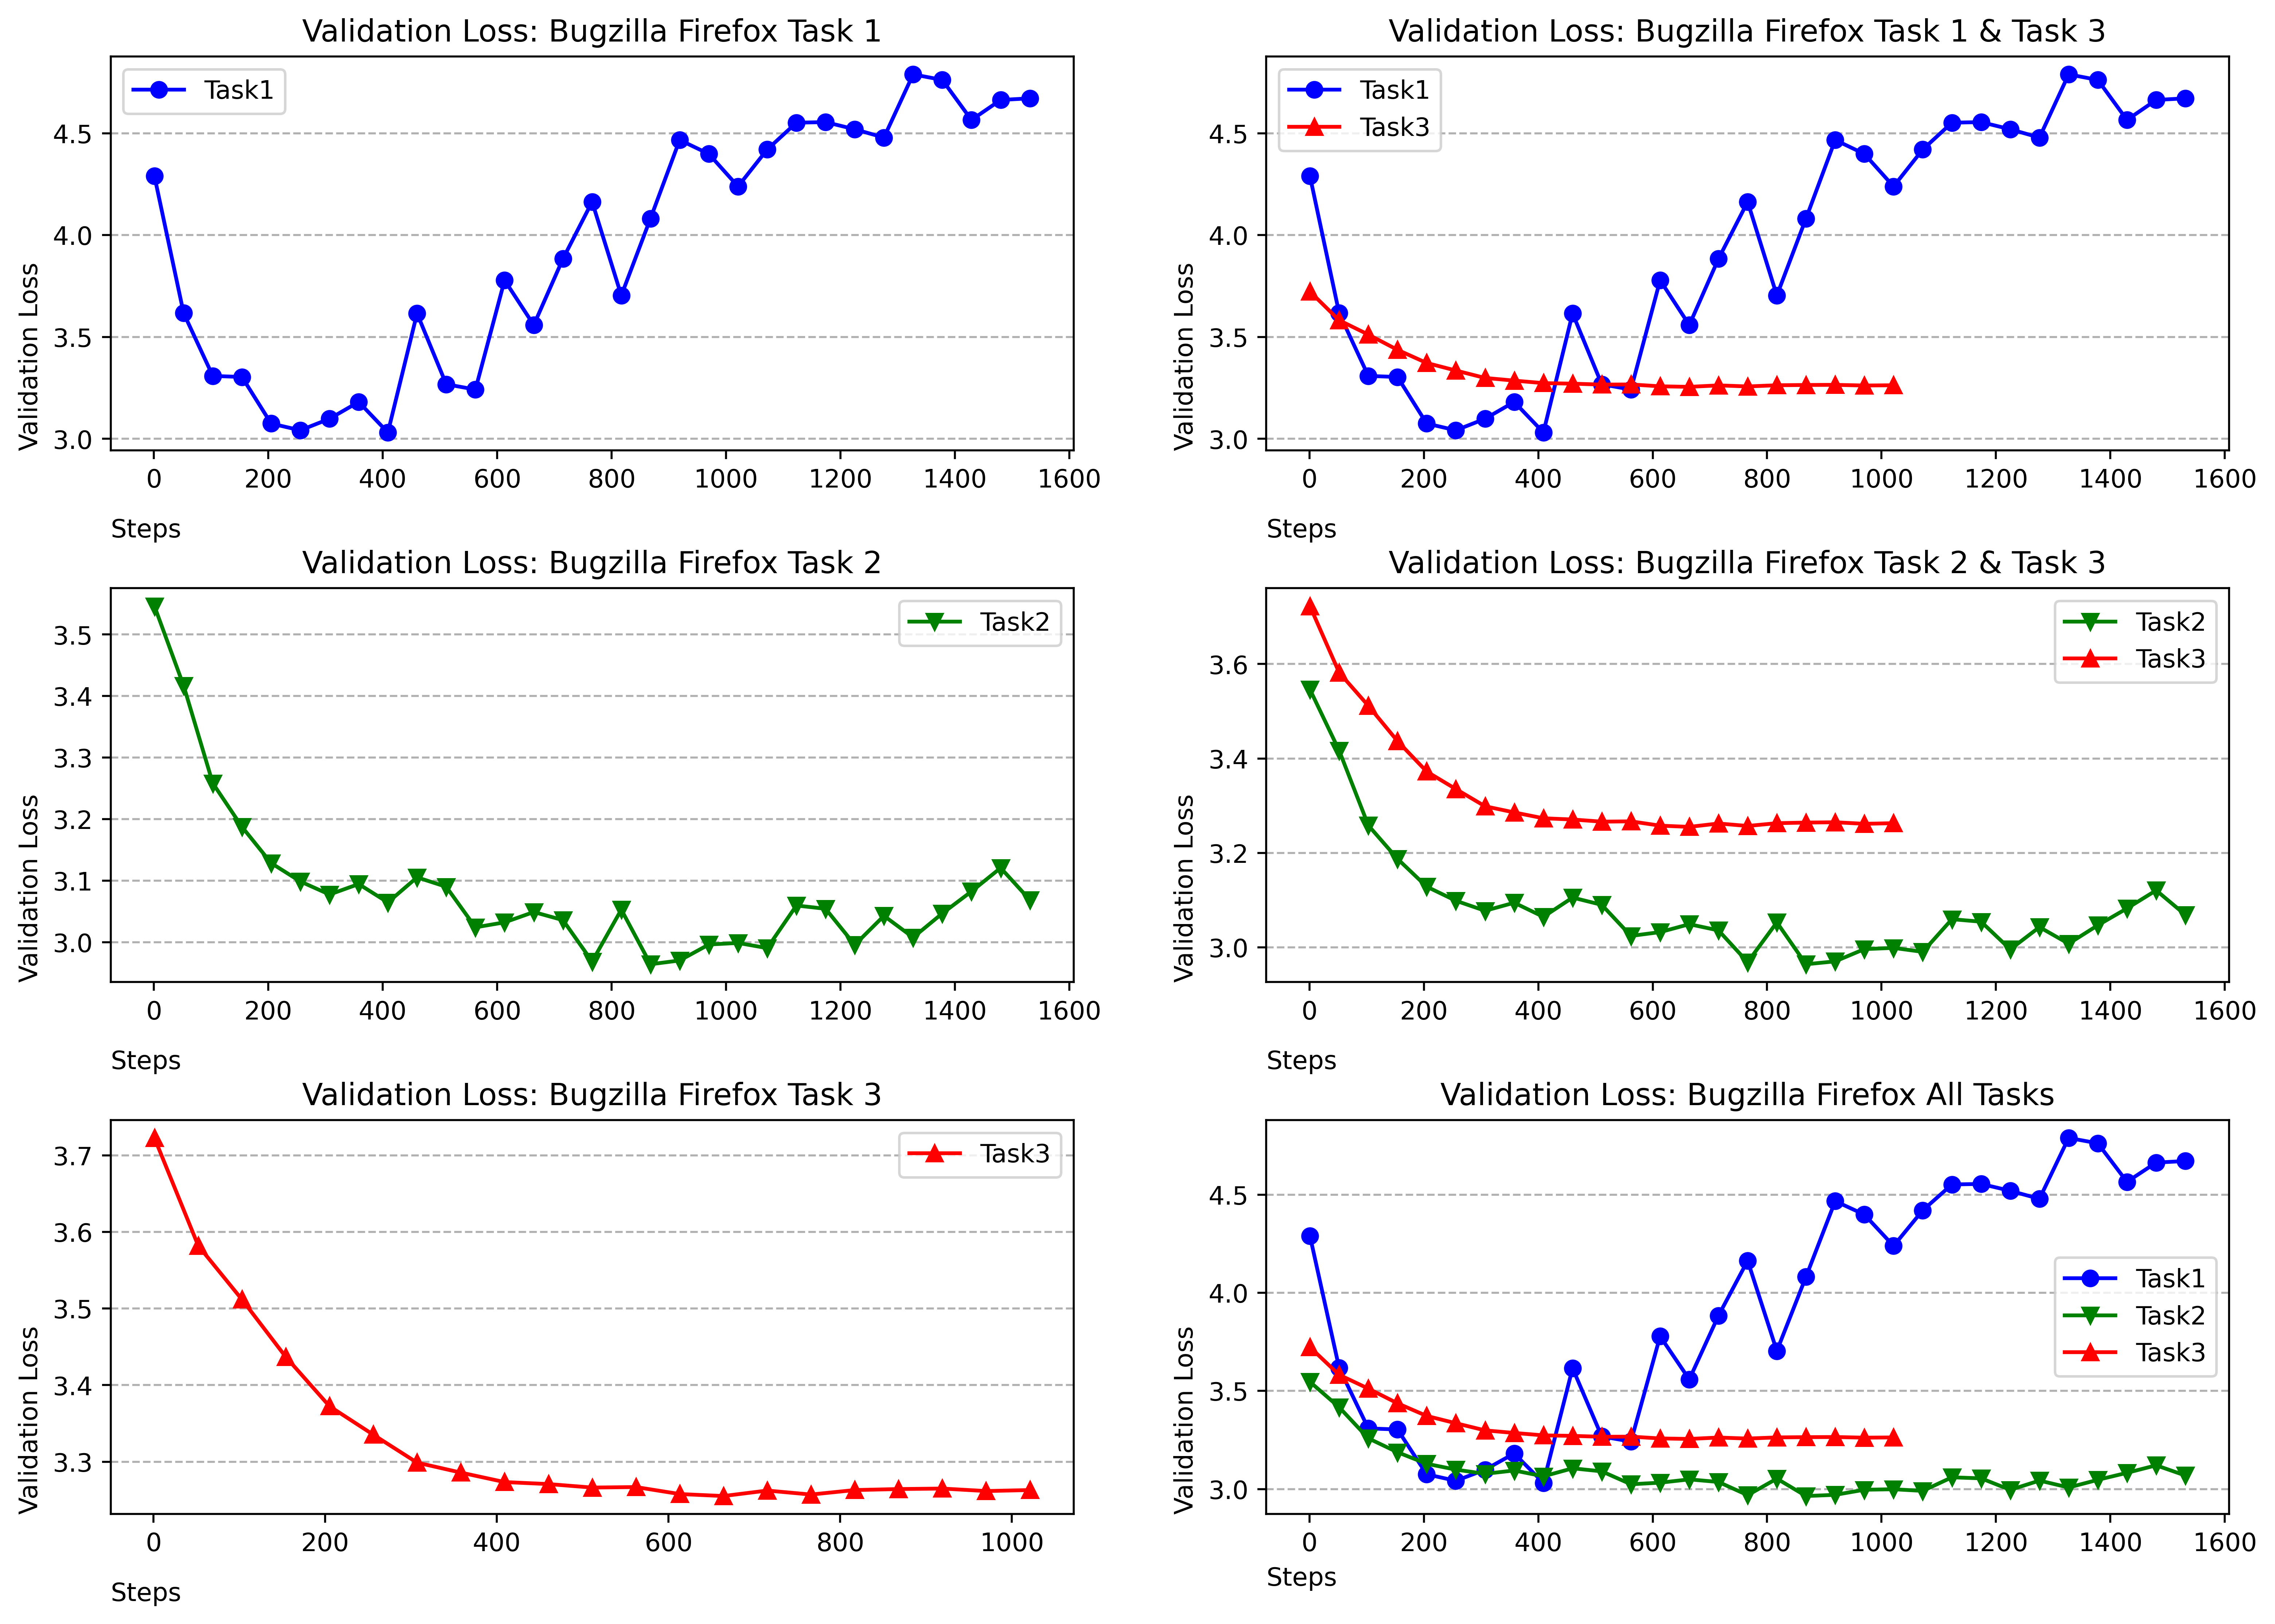 Validation Loss: Bugzilla Firefox Task 1
Task1
Validation Loss
4.5
4.0
3.5
3.0
0 200 400 600 800 1000 1200 1400 1600
Steps
Validation Loss: Bugzilla Firefox Task 1 & Task 3
Task1
Task3
Validation Loss
4.5
4.0
3.5
3.0
0 200 400 600 800 1000 1200 1400 1600
Steps
Validation Loss: Bugzilla Firefox Task 2
Task2
Validation Loss
3.5
3.4
3.3
3.2
3.1
3.0
0 200 400 600 800 1000 1200 1400 1600
Steps
Validation Loss: Bugzilla Firefox Task 2 & Task 3
Task2
Task3
Validation Loss
3.6
3.4
3.2
3.0
0 200 400 600 800 1000 1200 1400 1600
Steps
Validation Loss: Bugzilla Firefox Task 3
Task3
Validation Loss
3.7
3.6
3.5
3.4
3.3
0 200 400 600 800 1000
Steps
Validation Loss: Bugzilla Firefox All Tasks
Task1
Task2
Task3
Validation Loss
4.5
4.0
3.5
3.0
0 200 400 600 800 1000 1200 1400 1600
Steps